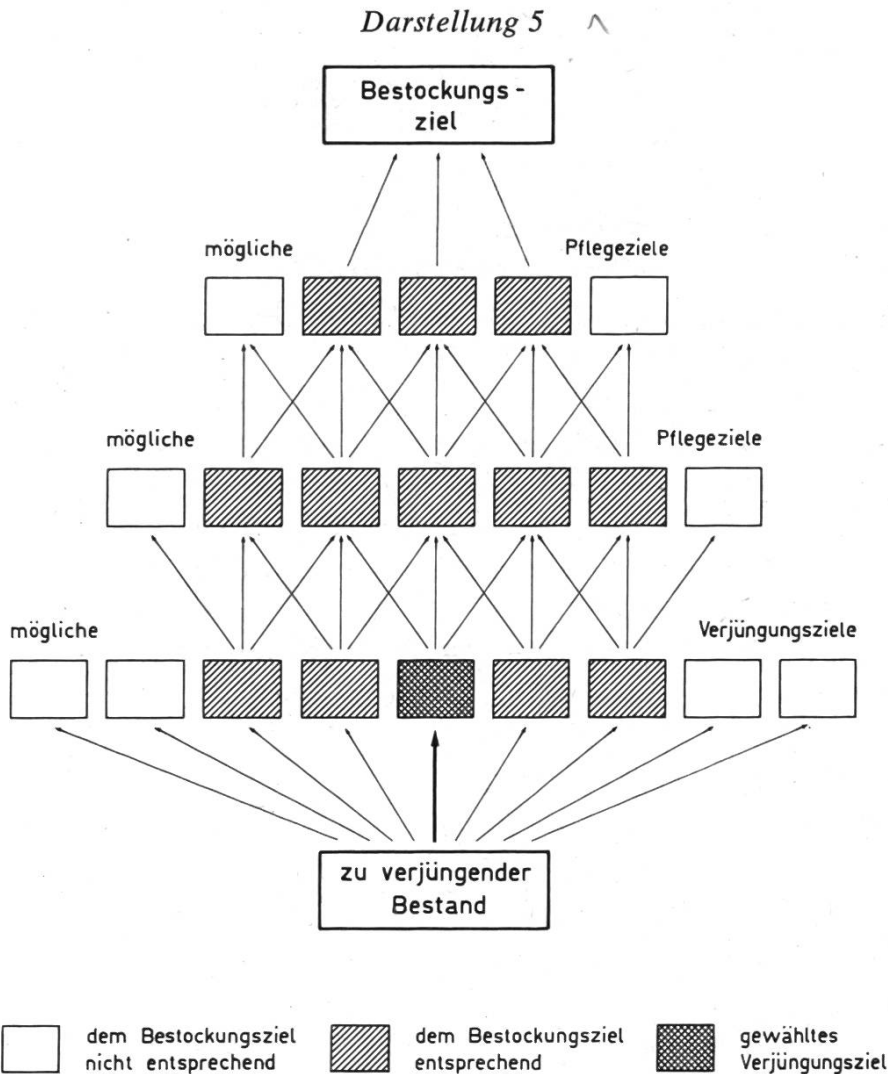 Darstellung 5
Bestockungs-
ziel
mögliche Pflegeziele
mögliche Pflegeziele
mögliche Verjüngungsziele
zu verjüngender
Bestand
dem Bestockungsziel
nicht entsprechend
dem Bestockungsziel
entsprechend
gewähltes
Verjüngungsziel